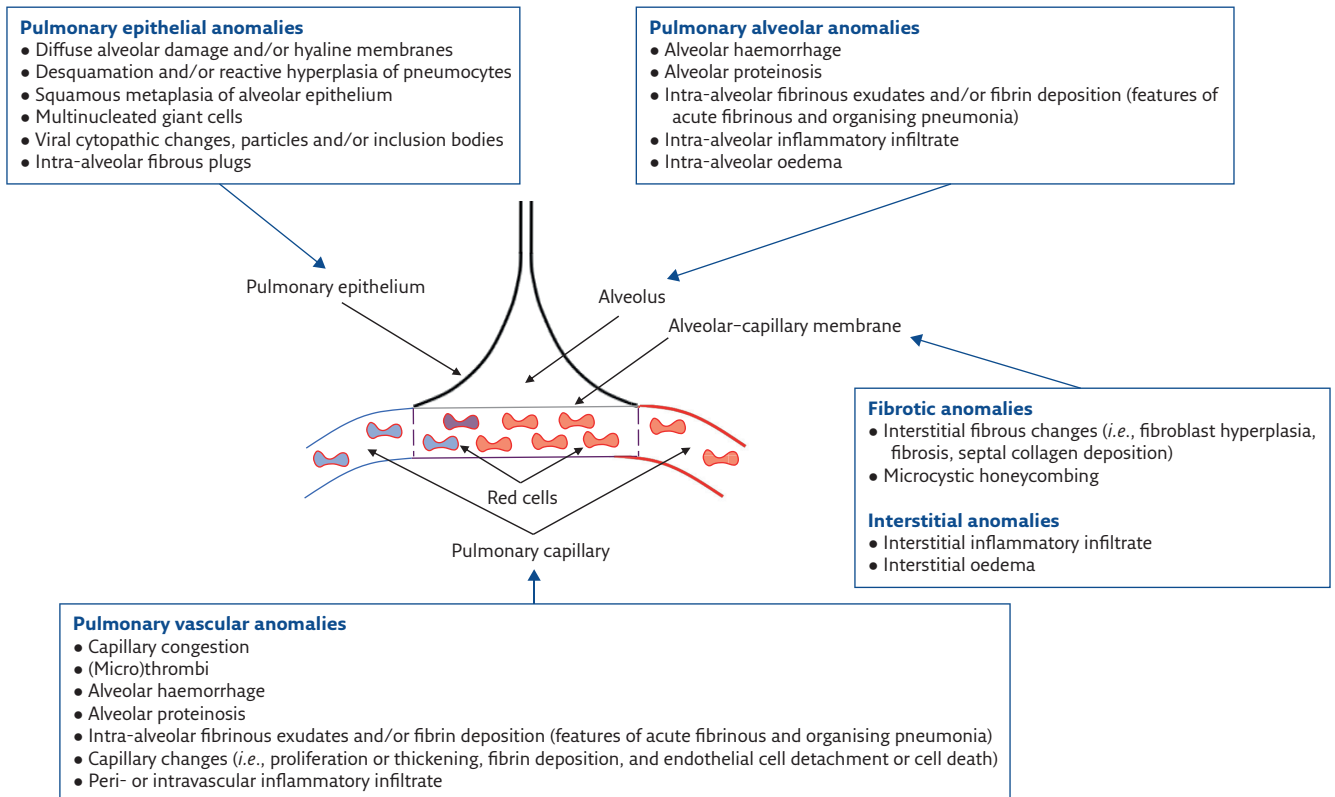 Pulmonary epithelial anomalies
● Diffuse alveolar damage and/or hyaline membranes
● Desquamation and/or reactive hyperplasia of pneumocytes
● Squamous metaplasia of alveolar epithelium
● Multinucleated giant cells
● Viral cytopathic changes, particles and/or inclusion bodies
● Intra-alveolar fibrous plugs
Pulmonary alveolar anomalies
● Alveolar haemorrhage
● Alveolar proteinosis
● Intra-alveolar fibrinous exudates and/or fibrin deposition (features of
acute fibrinous and organising pneumonia)
● Intra-alveolar inflammatory infiltrate
● Intra-alveolar oedema
Pulmonary epithelium
Alveolus
Alveolar–capillary membrane
Fibrotic anomalies
● Interstitial fibrous changes (i.e., fibroblast hyperplasia,
fibrosis, septal collagen deposition)
● Microcystic honeycombing
Interstitial anomalies
● Interstitial inflammatory infiltrate
● Interstitial oedema
Red cells
Pulmonary capillary
Pulmonary vascular anomalies
● Capillary congestion
● (Micro)thrombi
● Alveolar haemorrhage
● Alveolar proteinosis
● Intra-alveolar fibrinous exudates and/or fibrin deposition (features of acute fibrinous and organising pneumonia)
● Capillary changes (i.e., proliferation or thickening, fibrin deposition, and endothelial cell detachment or cell death)
● Peri- or intravascular inflammatory infiltrate